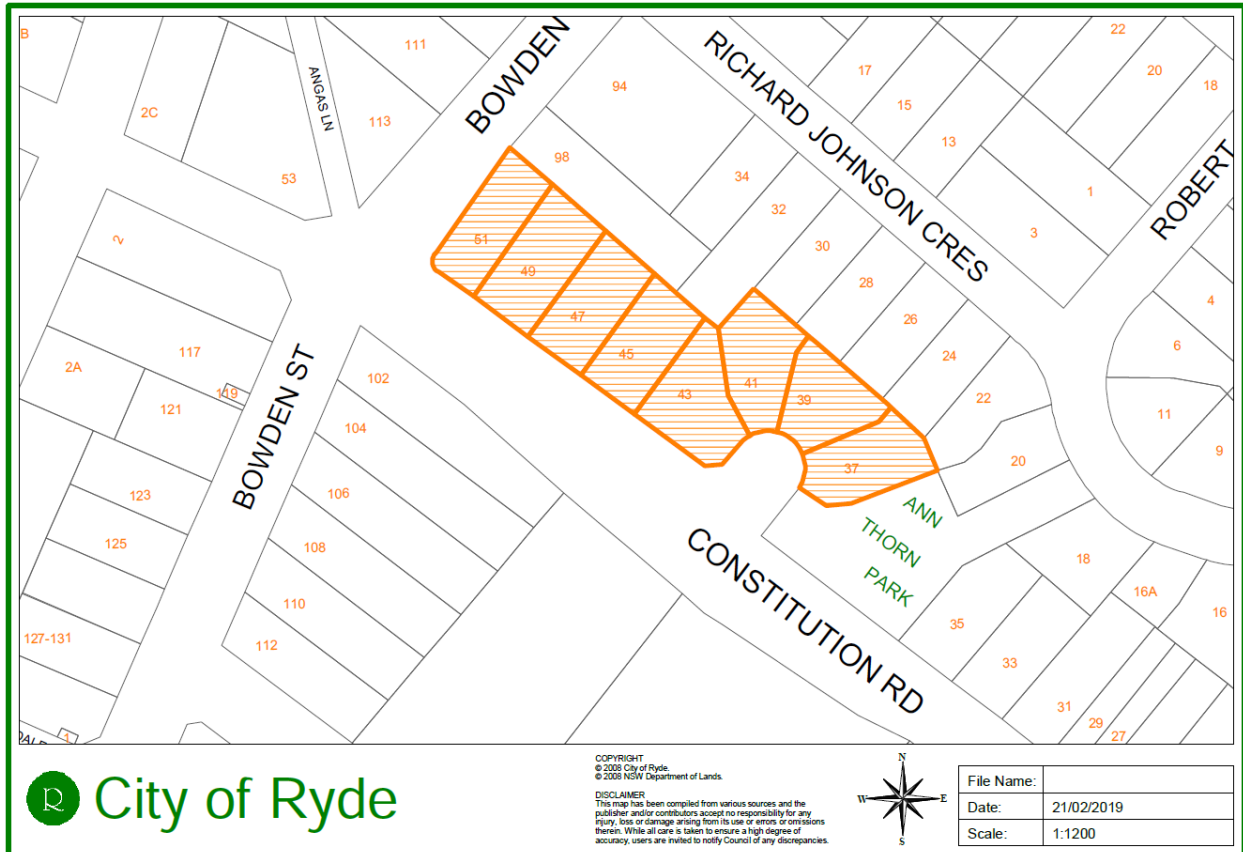 B
111
22
94
17
20
18
ANGAS LN
BOWDEN
RICHARD JOHNSON CRES
15
2C
113
13
98
34
1
53
32
ROBERT
30
3
2
51
49
28
4
47
26
6
117
45
24
2A
102
41
119
43
39
22
11
121
104
9
BOWDEN ST
37
20
123
106
ANN
THORN
PARK
125
108
CONSTITUTION RD
18
16A
110
16
35
127-131
112
33
31
29
27
1
R
City of Ryde
COPYRIGHT
© 2008 City of Ryde.
© 2008 NSW Department of Lands.
DISCLAIMER
This map has been compiled from various sources and the
publisher and/or contributors accept no responsibility for any
injury, loss or damage arising from its use or errors or omissions
therein. While all care is taken to ensure a high degree of
accuracy, users are invited to notify Council of any discrepancies.
N
W
E
S
File Name:
Date: 21/02/2019
Scale: 1:1200